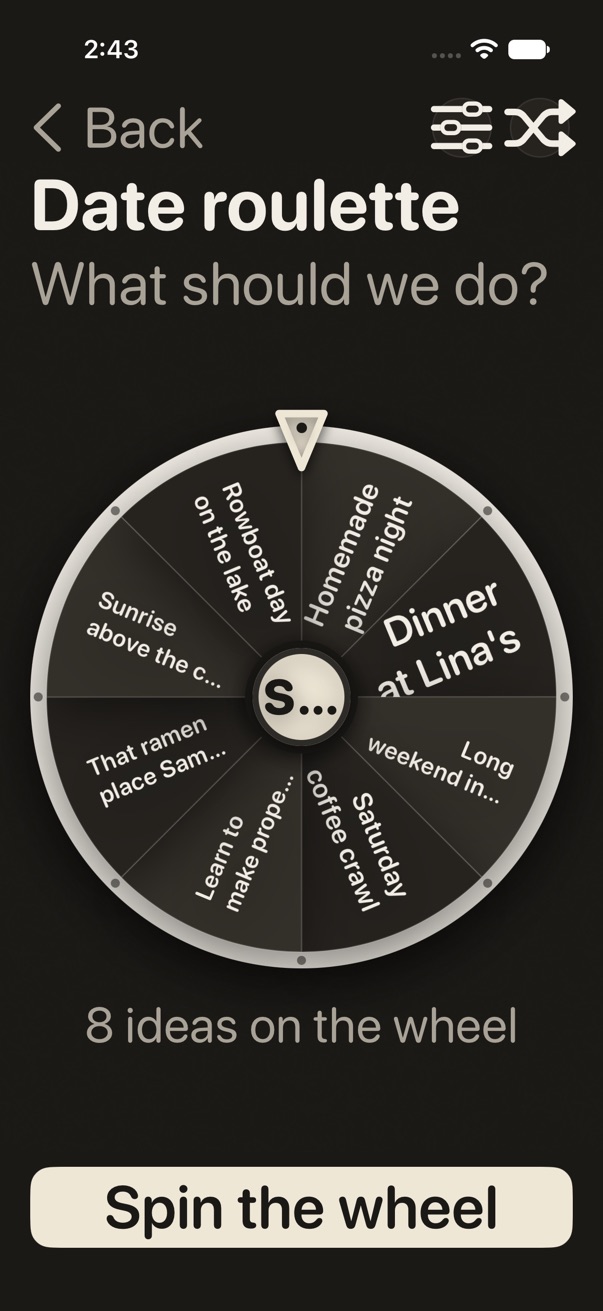 2:43
Back
Date roulette
What should we do?
Rowboat day
on the lake
Homemade
pizza night
Dinner
at Lina's
Sunrise
above the c...
S...
That ramen
place Sam...
Long
weekend in...
Learn to
make prope...
Saturday
coffee crawl
8 ideas on the wheel
Spin the wheel